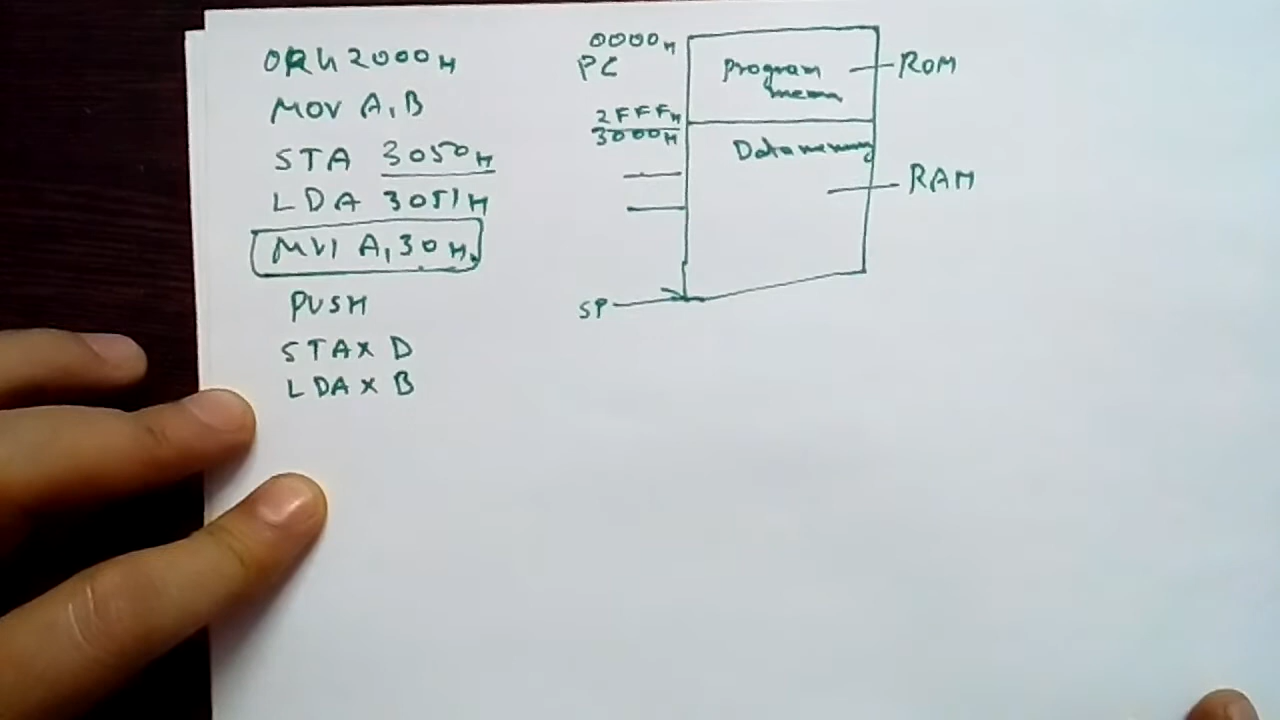 ORG 2000H
MOV A,B
STA 3050H
LDA 3051H
MVI A,30H
PUSH
STAX D
LDAX B
0000H
PC
Program
ROM
2FFFH
3000H
Data memory
RAM
SP